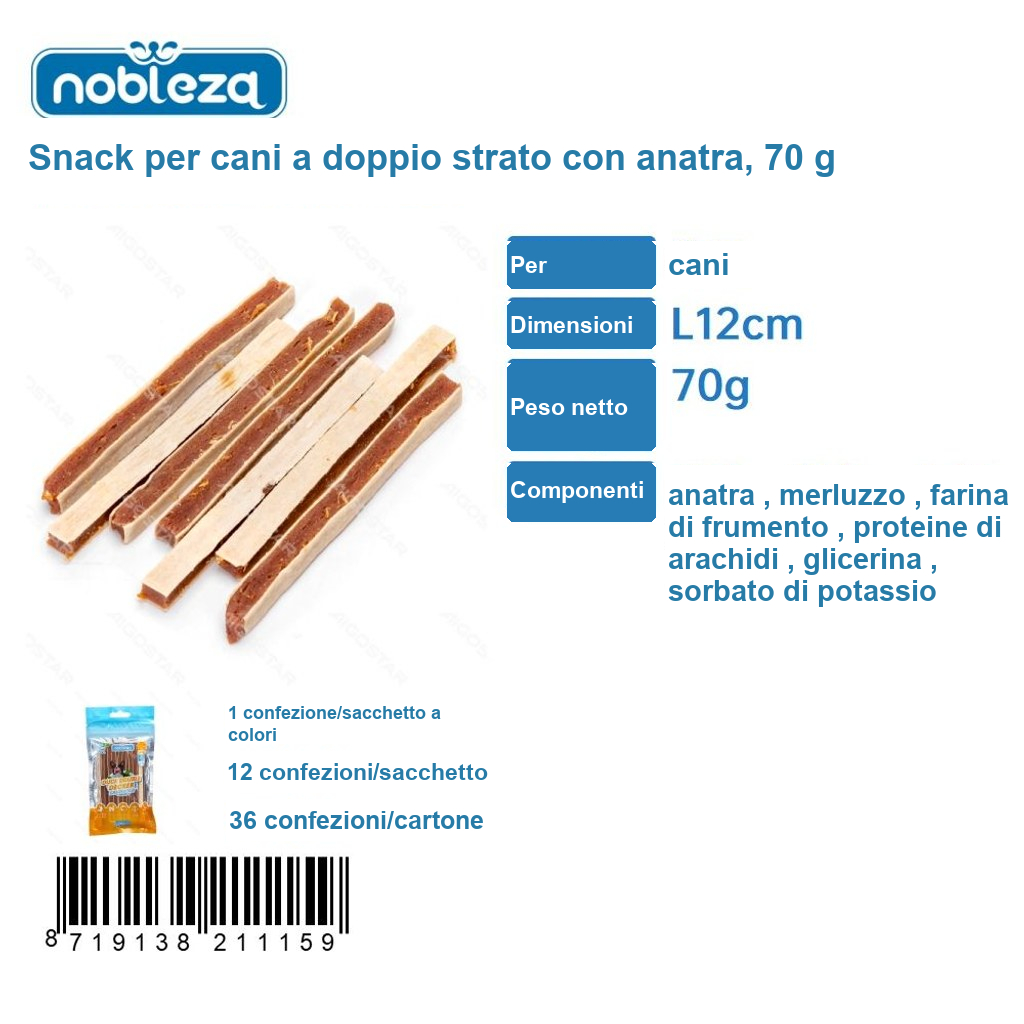 nobleza
Snack per cani a doppio strato con anatra, 70 g
AIGOSTAR
Per
cani
Dimensioni
L12cm
Peso netto
70g
Componenti
anatra , merluzzo , farina
di frumento , proteine di
arachidi , glicerina ,
sorbato di potassio
1 confezione/sacchetto a
colori
12 confezioni/sacchetto
36 confezioni/cartone
8 719138 211159